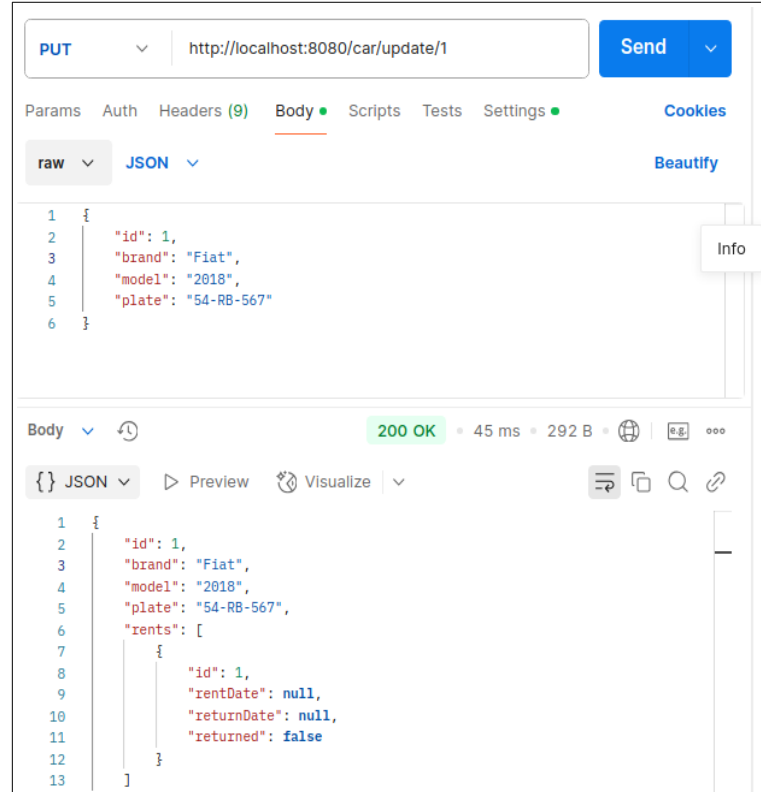 PUT http://localhost:8080/car/update/1 Send
Params Auth Headers (9) Body Scripts Tests Settings Cookies
raw JSON Beautify
1 {
2 "id": 1,
3 "brand": "Fiat",
4 "model": "2018",
5 "plate": "54-RB-567"
6 }
Info
Body 200 OK 45 ms 292 B e.g.
{} JSON Preview Visualize
1 {
2 "id": 1,
3 "brand": "Fiat",
4 "model": "2018",
5 "plate": "54-RB-567",
6 "rents": [
7 {
8 "id": 1,
9 "rentDate": null,
10 "returnDate": null,
11 "returned": false
12 }
13 ]